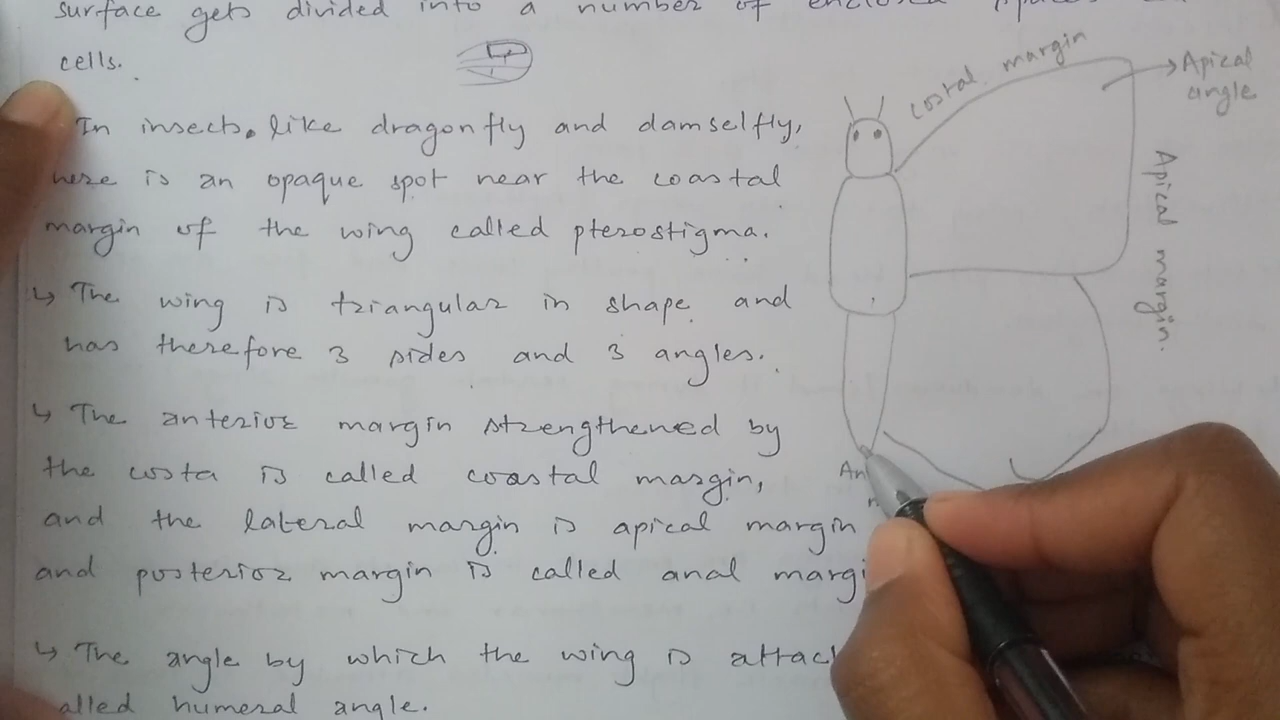 surface gets divided into a number of enclosed
cells.
In insects like dragonfly and damselfly,
here is an opaque spot near the coastal
margin of the wing called pterostigma.
↳ The wing is triangular in shape and
has therefore 3 sides and 3 angles.
↳ The anterior margin strengthened by
the costa is called coastal margin,
and the lateral margin is apical margin
and posterior margin is called anal margi
↳ The angle by which the wing is attac
alled humeral angle.
costal margin
Apical
angle
Apical margin.
An